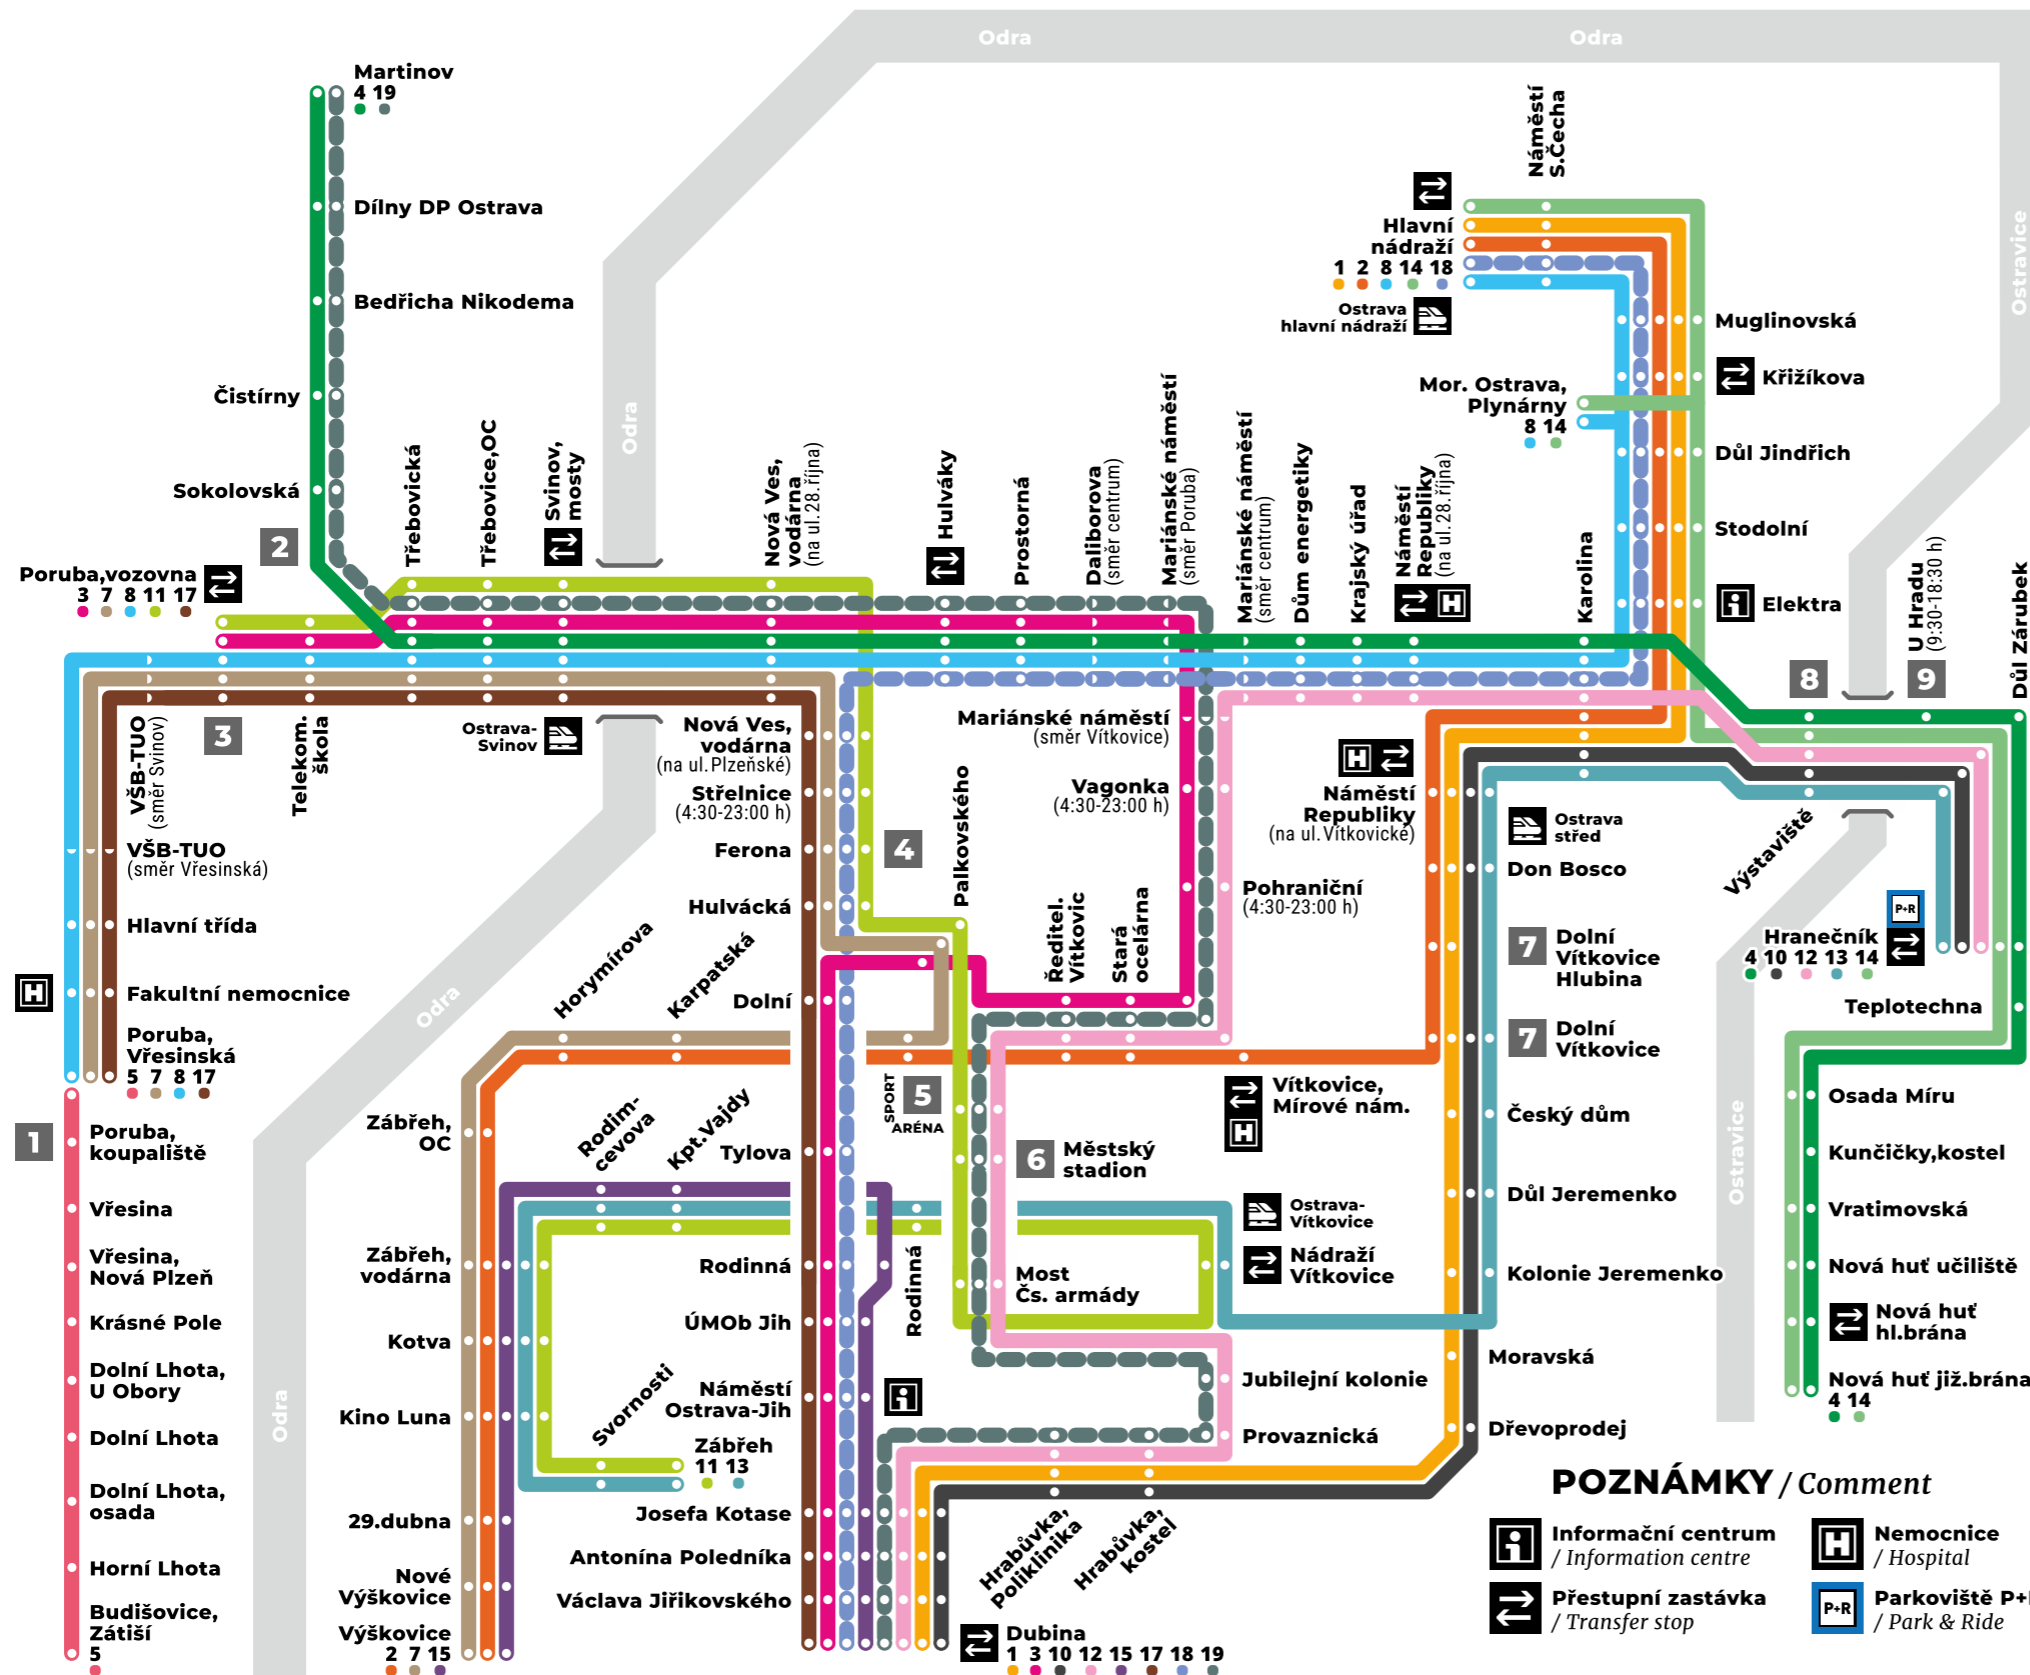 Odra
Odra
Martinov
4 19
Náměstí
S.Čecha
Dílny DP Ostrava
Hlavní
nádraží
1 2 8 14 18
Ostravice
Bedřicha Nikodema
Ostrava
hlavní nádraží
Muglinovská
Křižíkova
Čistírny
Mor. Ostrava,
Plynárny
8 14
Odra
Důl Jindřich
Sokolovská
Třebovická
Třebovice,OC
Svinov,
mosty
Nová Ves,
vodárna
(na ul.28.října)
Hulváky
Prostorná
Daliborova
(směr centrum)
Mariánské náměstí
(směr Poruba)
Mariánské náměstí
(směr centrum)
Dům energetiky
Krajský úřad
Náměstí
Republiky
(na ul.28.října)
H
Karolina
Stodolní
2
Poruba,vozovna
3 7 8 11 17
i Elektra
U Hradu
(9:30-18:30 h)
Důl Zárubek
8
9
VŠB-TUO
(směr Svinov)
3
Telekom.
škola
Ostrava-
Svinov
Nová Ves,
vodárna
(na ul.Plzeňské)
Mariánské náměstí
(směr Vítkovice)
H
Střelnice
(4:30-23:00 h)
Vagonka
(4:30-23:00 h)
Náměstí
Republiky
(na ul.Vítkovické)
Ostrava
střed
VŠB-TUO
(směr Vřesinská)
Ferona
4
Palkovského
Don Bosco
Výstaviště
Hlavní třída
Hulvácká
Pohraniční
(4:30-23:00 h)
P+R
Hranečník
4 10 12 13 14
Ředitel.
Vítkovic
Stará
ocelárna
7
Dolní
Vítkovice
Hlubina
H
Fakultní nemocnice
Horymírova
Karpatská
Dolní
Odra
Teplotechna
Poruba,
Vřesinská
5 7 8 17
7
Dolní
Vítkovice
SPORT
ARÉNA
5
Vítkovice,
Mírové nám.
H
Osada Míru
1
Poruba,
koupaliště
Zábřeh,
OC
Rodim-
cevova
Kpt.Vajdy
Tylova
6
Městský
stadion
Český dům
Ostravice
Kunčičky,kostel
Vřesina
Důl Jeremenko
Vratimovská
Ostrava-
Vítkovice
Vřesina,
Nová Plzeň
Zábřeh,
vodárna
Rodinná
Rodinná
Most
Čs. armády
Nádraží
Vítkovice
Kolonie Jeremenko
Nová huť učiliště
Krásné Pole
Kotva
ÚMOb Jih
Nová huť
hl.brána
Moravská
Dolní Lhota,
U Obory
Náměstí
Ostrava-Jih
i
Jubilejní kolonie
Nová huť již.brána
4 14
Odra
Kino Luna
Svornosti
Dolní Lhota
Zábřeh
11 13
Provaznická
Dřevoprodej
POZNÁMKY / Comment
Dolní Lhota,
osada
29.dubna
Josefa Kotase
Hrabůvka,
Poliklinika
Hrabůvka,
kostel
i Informační centrum
/ Information centre
H Nemocnice
/ Hospital
Horní Lhota
Nové
Výškovice
Antonína Poledníka
Václava Jiřikovského
Přestupní zastávka
/ Transfer stop
P+R Parkoviště P+
/ Park & Ride
Budišovice,
Zátiší
5
Výškovice
2 7 15
Dubina
1 3 10 12 15 17 18 19